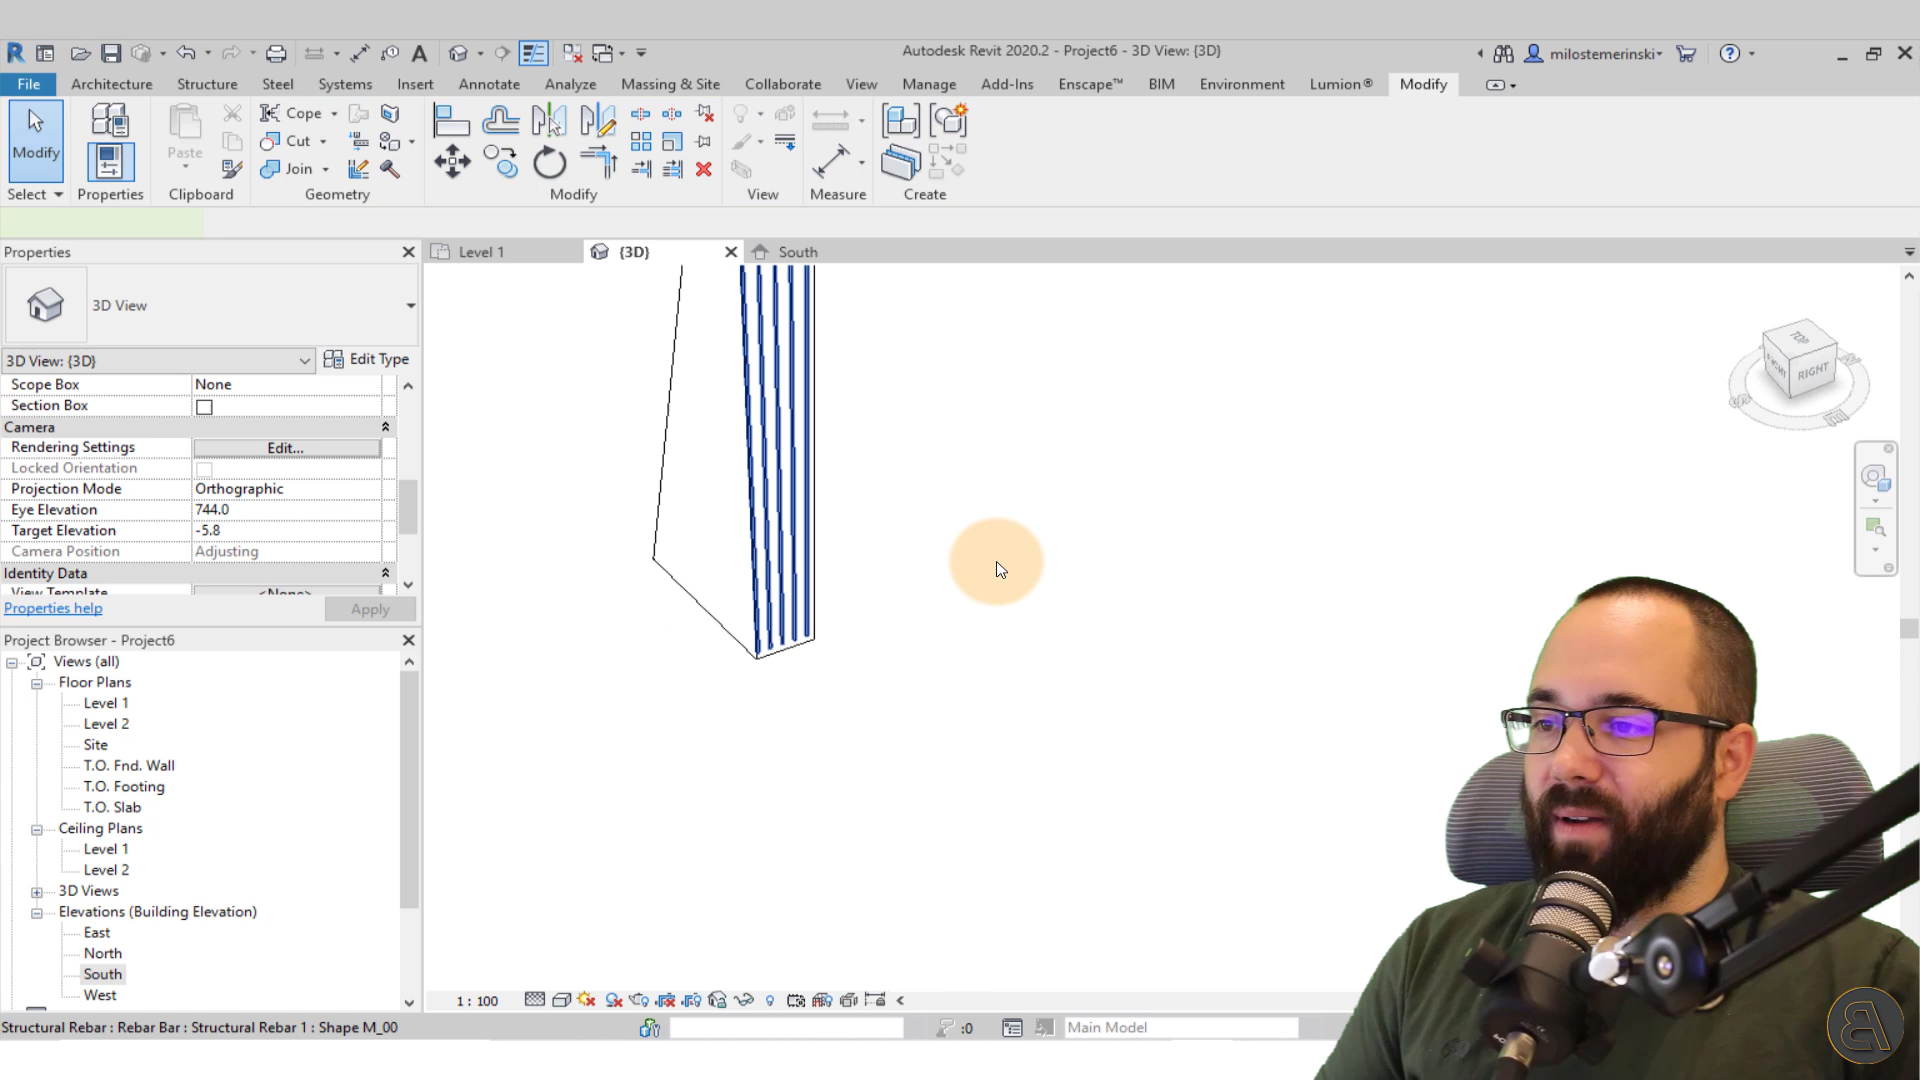 Autodesk Revit 2020.2 - Project6 - 3D View: {3D}
milostemerinski
File Architecture Structure Steel Systems Insert Annotate Analyze Massing & Site Collaborate View Manage Add-Ins Enscape™ BIM Environment Lumion® Modify
Modify
Paste
Cope
Cut
Join
Select Properties Clipboard Geometry Modify View Measure Create
Properties
Level 1
{3D}
South
3D View
3D View: {3D}
Edit Type
Scope Box None
Section Box
Camera
Rendering Settings Edit...
Locked Orientation
Projection Mode Orthographic
Eye Elevation 744.0
Target Elevation -5.8
Camera Position Adjusting
Identity Data
View Template <None>
Properties help
Apply
TOP
RIGHT
Project Browser - Project6
Views (all)
Floor Plans
Level 1
Level 2
Site
T.O. Fnd. Wall
T.O. Footing
T.O. Slab
Ceiling Plans
Level 1
Level 2
3D Views
Elevations (Building Elevation)
East
North
South
West
1 : 100
Structural Rebar : Rebar Bar : Structural Rebar 1 : Shape M_00
:0
Main Model